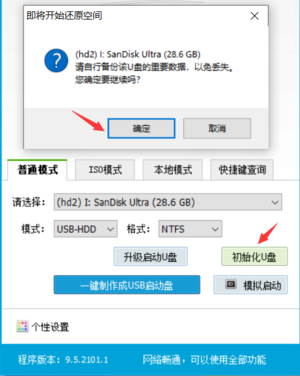 即将开始还原空间
(hd2) I: SanDisk Ultra (28.6 GB)
请自行备份该U盘的重要数据，以免丢失。
您确定要继续吗?
确定
取消
普通模式
ISO模式
本地模式
快捷键查询
请选择:
(hd2) I: SanDisk Ultra (28.6 GB)
模式:
USB-HDD
格式:
NTFS
升级启动U盘
初始化U盘
一键制作成USB启动盘
模拟启动
个性设置
程序版本: 9.5.2101.1
网络畅通，可以使用全部功能